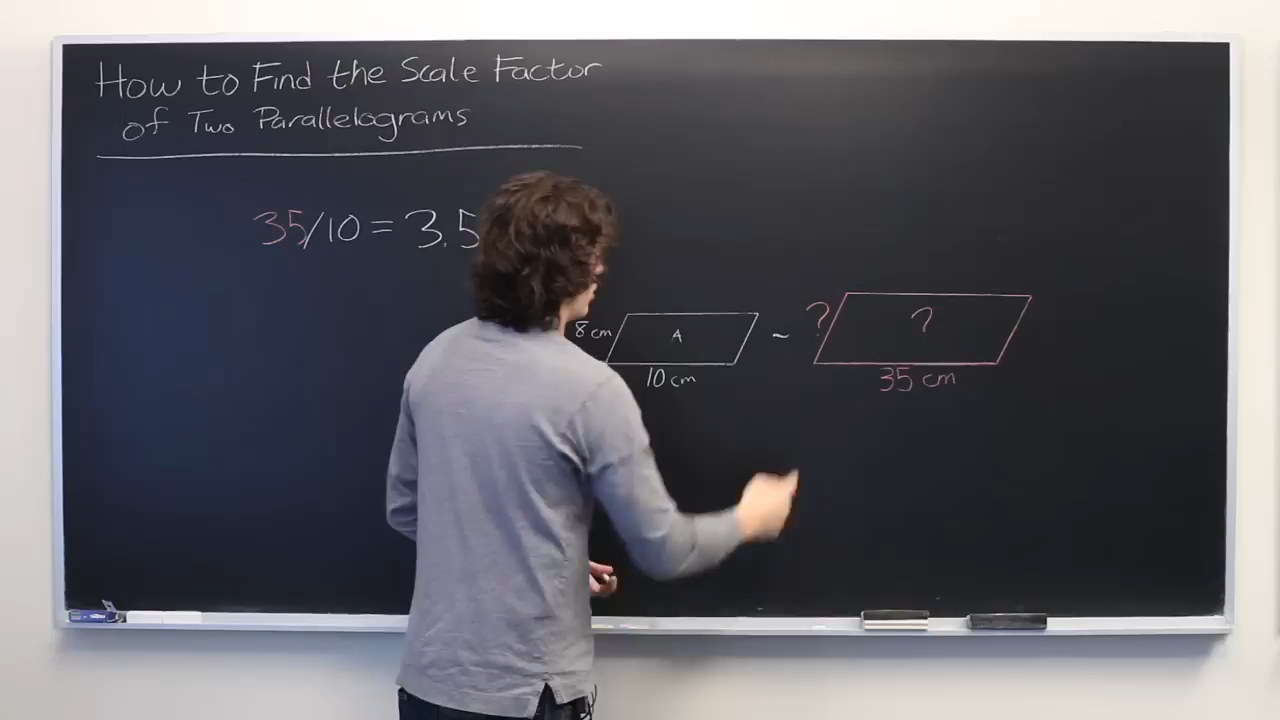 How to Find the Scale Factor
of Two Parallelograms
35/10 = 3.5
8 cm
A
10 cm
~
?
?
35 cm